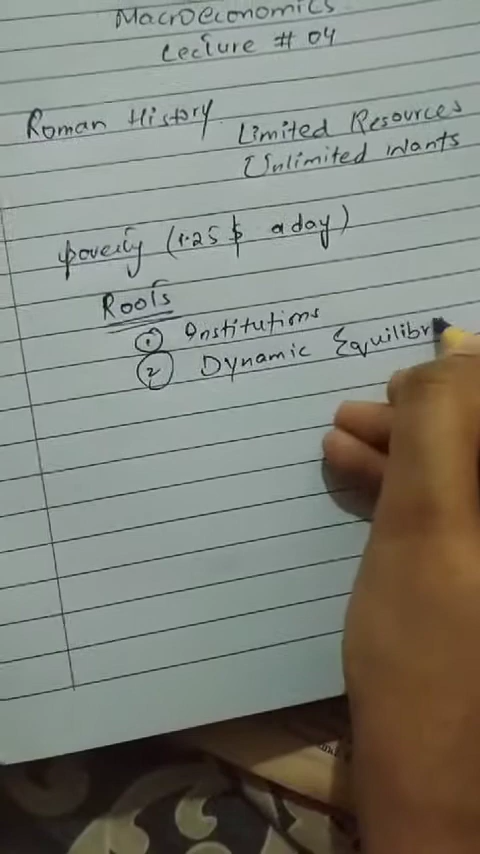 Macroeconomics
Lecture # 04
Roman History
Limited Resources
Unlimited wants
poverty (1.25 $ a day)
Roots
1 Institutions
2 Dynamic Equilibr